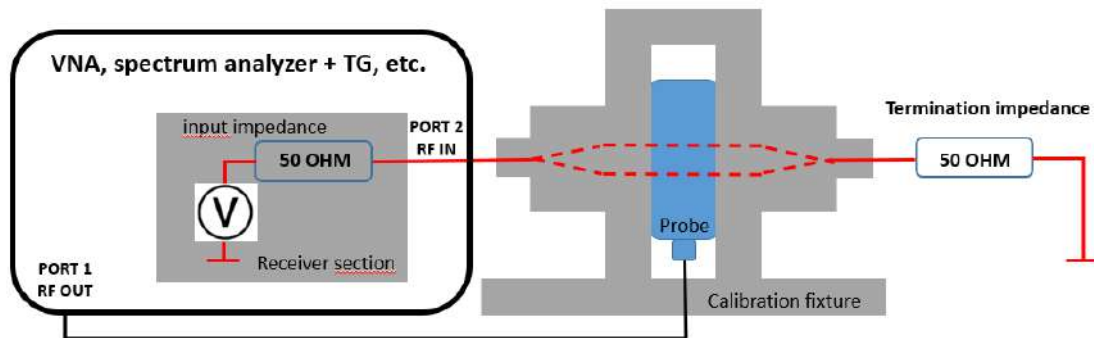 VNA, spectrum analyzer + TG, etc.
input impedance
50 OHM
V
Receiver section
PORT 2
RF IN
PORT 1
RF OUT
Probe
Calibration fixture
Termination impedance
50 OHM